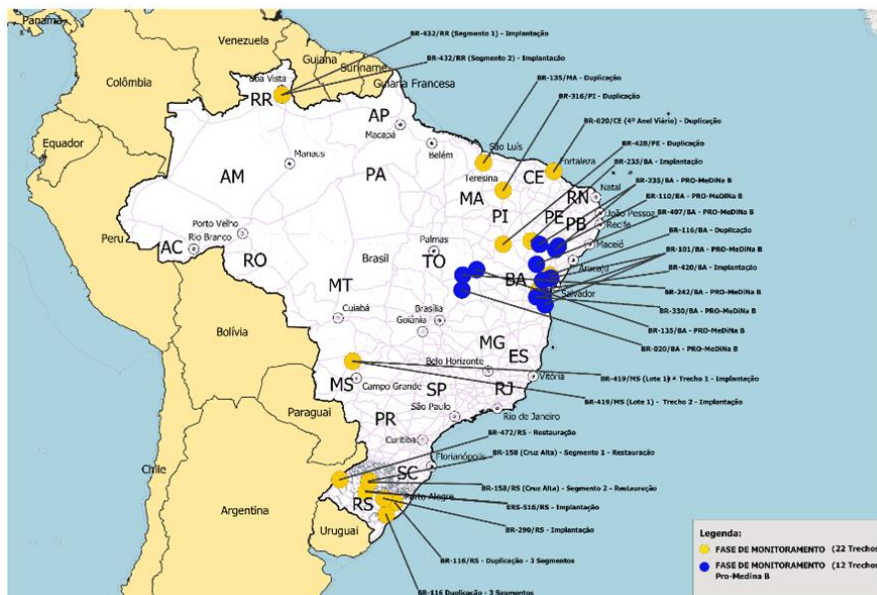 Panamá
Panamá
Venezuela
BR-432/RR (Segmento 1) - Implantação
BR-432/RR (Segmento 2) - Implantação
Guiana
Suriname
Guiana Francesa
Colômbia
Boa Vista
RR
BR-135/MA - Duplicação
BR-316/PI - Duplicação
AP
Macapá
BR-020/CE (4º Anel Viário) - Duplicação
Equador
Belém
São Luís
BR-428/PE - Duplicação
Manaus
Fortaleza
BR-235/BA - Implantação
AM
PA
Teresina
CE
BR-235/BA - PRO-MeDiNa B
MA
RN
Natal
BR-110/BA - PRO-MeDiNa B
PI
PE
PB
João Pessoa
BR-407/BA - PRO-MeDiNa B
Recife
Peru
Porto Velho
Rio Branco
BR-116/BA - Duplicação
AC
Palmas
Maceió
BR-101/BA - PRO-MeDiNa B
RO
Brasil
TO
Aracaju
BR-420/BA - Implantação
MT
BA
BR-242/BA - PRO-MeDiNa B
Salvador
Cuiabá
Brasília
BR-330/BA - PRO-MeDiNa B
Goiânia
BR-135/BA - PRO-MeDiNa B
Bolívia
MG
BR-020/BA - PRO-MeDiNa B
ES
Belo Horizonte
MS
Campo Grande
SP
RJ
Vitória
BR-419/MS (Lote 1) - Trecho 1 - Implantação
Paraguai
São Paulo
Rio de Janeiro
BR-419/MS (Lote 1) - Trecho 2 - Implantação
PR
Curitiba
BR-472/RS - Restauração
Florianópolis
BR-158 (Cruz Alta) - Segmento 1 - Restauração
Chile
SC
BR-158/RS (Cruz Alta) - Segmento 2 - Restauração
Argentina
RS
Porto Alegre
ERS-516/RS - Implantação
Uruguai
BR-290/RS - Implantação
BR-116/RS - Duplicação - 3 Segmentos
BR-116 Duplicação - 3 Segmentos
Legenda:
FASE DE MONITORAMENTO (22 Trechos
FASE DE MONITORAMENTO (12 Trechos
Pro-Medina B